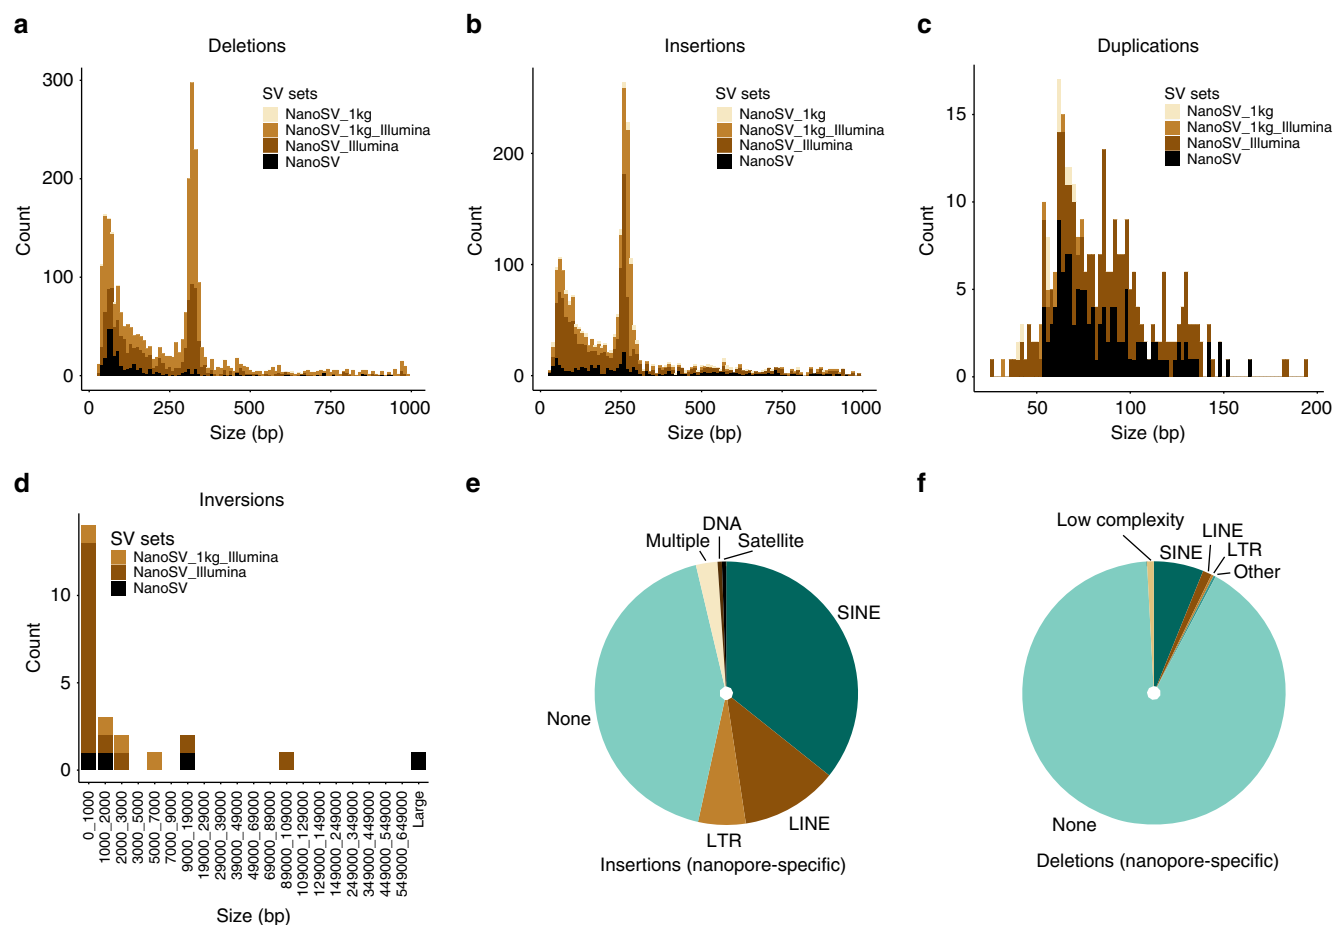 a
Deletions
300
200
100
0
Count
0
250
500
750
1000
Size (bp)
SV sets
NanoSV_1kg
NanoSV_1kg_Illumina
NanoSV_Illumina
NanoSV
b
Insertions
200
100
0
Count
0
250
500
750
1000
Size (bp)
SV sets
NanoSV_1kg
NanoSV_1kg_Illumina
NanoSV_Illumina
NanoSV
c
Duplications
15
10
5
0
Count
50
100
150
200
Size (bp)
SV sets
NanoSV_1kg
NanoSV_1kg_Illumina
NanoSV_Illumina
NanoSV
d
Inversions
SV sets
NanoSV_1kg_Illumina
NanoSV_Illumina
NanoSV
10
5
0
Count
0_1000
1000_2000
2000_3000
3000_5000
5000_7000
7000_9000
9000_19000
19000_29000
29000_39000
39000_49000
49000_69000
69000_89000
89000_109000
109000_129000
129000_149000
149000_249000
249000_349000
349000_449000
449000_549000
549000_649000
Large
Size (bp)
e
DNA
Multiple
Satellite
SINE
None
LINE
LTR
Insertions (nanopore-specific)
f
Low complexity
LINE
SINE
LTR
Other
None
Deletions (nanopore-specific)